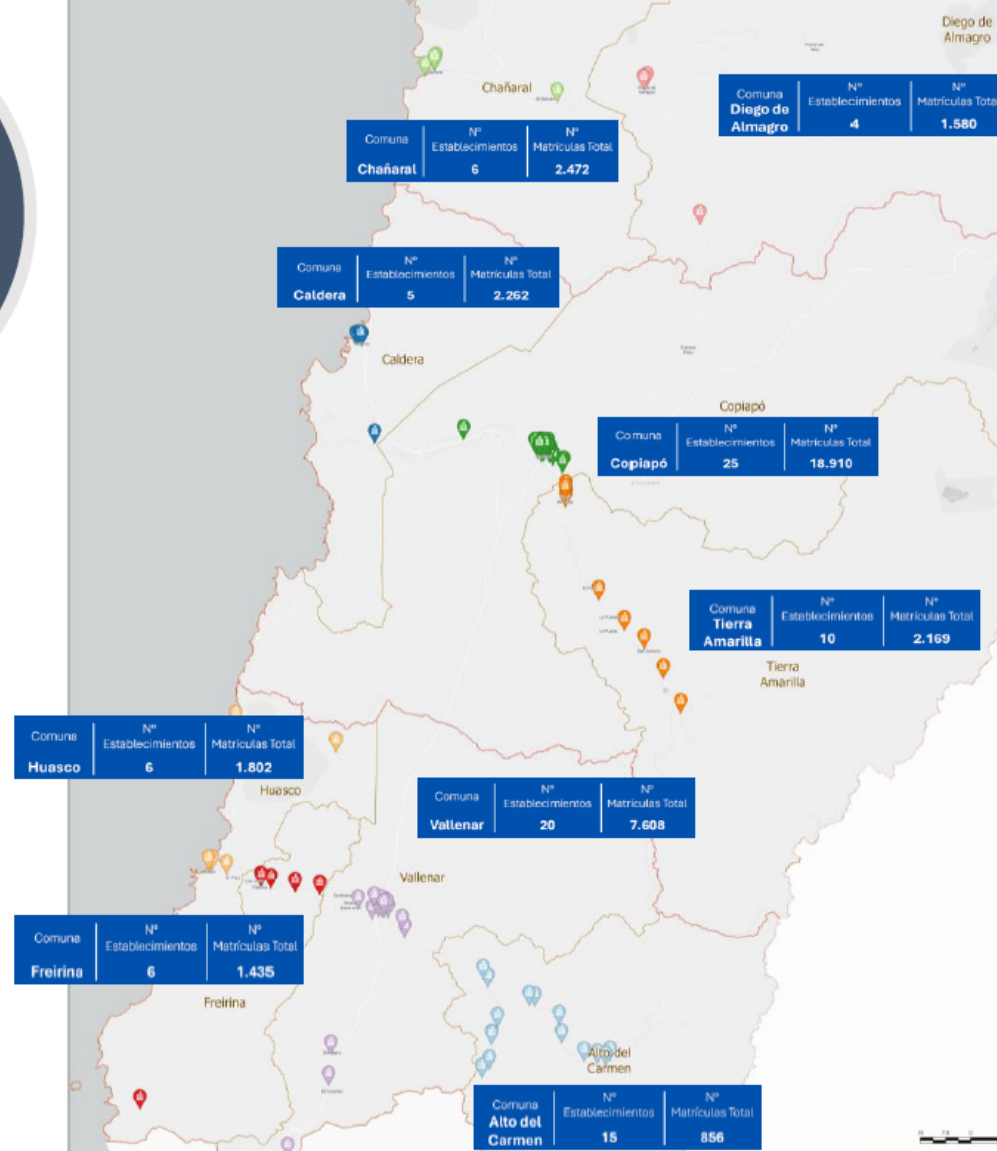 Diego de
Almagro
Chañaral
Comuna
Diego de
Almagro
N°
Establecimientos
4
N°
Matrículas Total
1.580
Comuna
Chañaral
N°
Establecimientos
6
N°
Matrículas Total
2.472
Comuna
Caldera
N°
Establecimientos
5
N°
Matrículas Total
2.262
Caldera
Copiapó
Comuna
Copiapó
N°
Establecimientos
25
N°
Matrículas Total
18.910
Comuna
Tierra
Amarilla
N°
Establecimientos
10
N°
Matrículas Total
2.169
Tierra
Amarilla
Comuna
Huasco
N°
Establecimientos
6
N°
Matrículas Total
1.802
Huasco
Comuna
Vallenar
N°
Establecimientos
20
N°
Matrículas Total
7.608
Vallenar
Comuna
Freirina
N°
Establecimientos
6
N°
Matrículas Total
1.435
Freirina
Alto del
Carmen
Comuna
Alto del
Carmen
N°
Establecimientos
15
N°
Matrículas Total
856